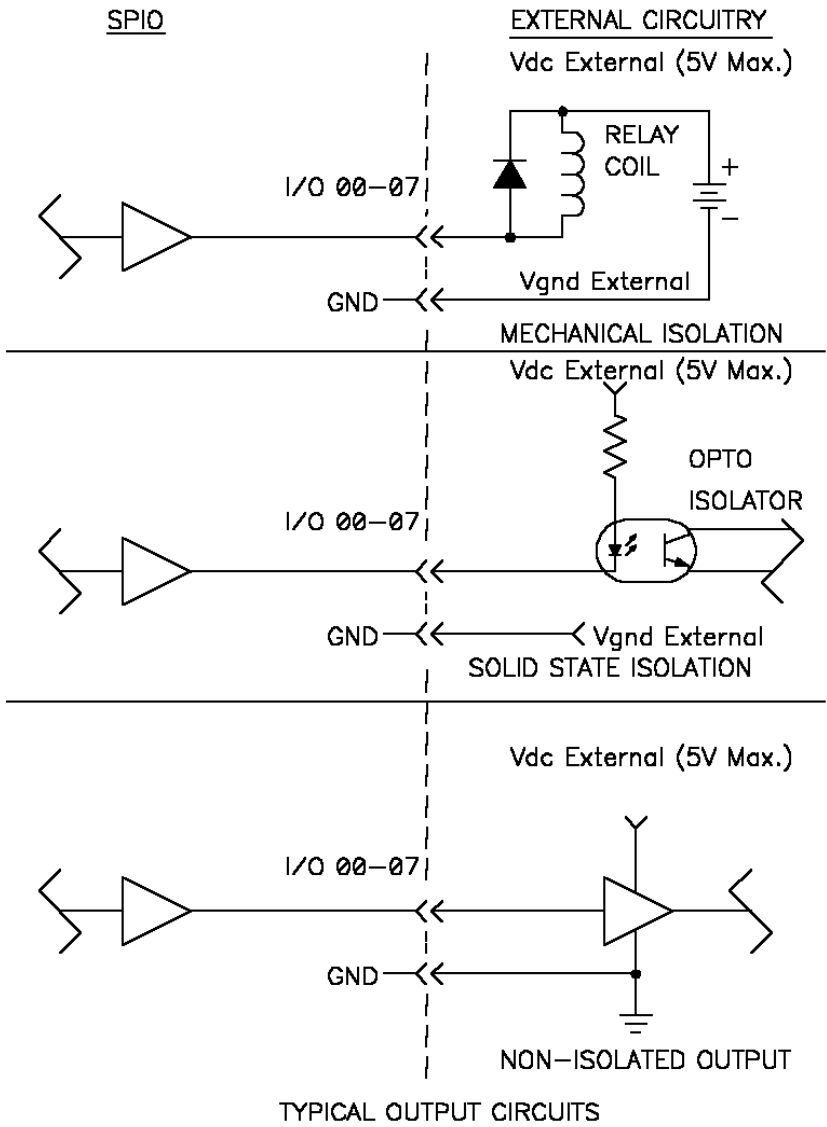 SPIO
EXTERNAL CIRCUITRY
Vdc External (5V Max.)
RELAY
COIL
+
−
I/O 00−07
GND
Vgnd External
MECHANICAL ISOLATION
Vdc External (5V Max.)
OPTO
ISOLATOR
I/O 00−07
GND
Vgnd External
SOLID STATE ISOLATION
Vdc External (5V Max.)
I/O 00−07
GND
NON−ISOLATED OUTPUT
TYPICAL OUTPUT CIRCUITS